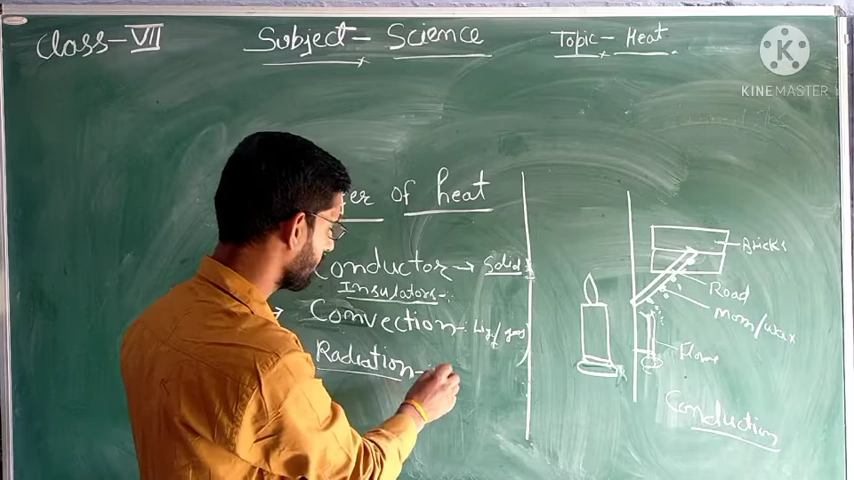 Class-VII
Subject- Science
Topic- Heat
KINEMASTER
of heat
Conductor → Solid
Insulators-
Convection-: Liq/gas
Radiation-:
Bricks
Road
Mom/wax
Flame
Conduction